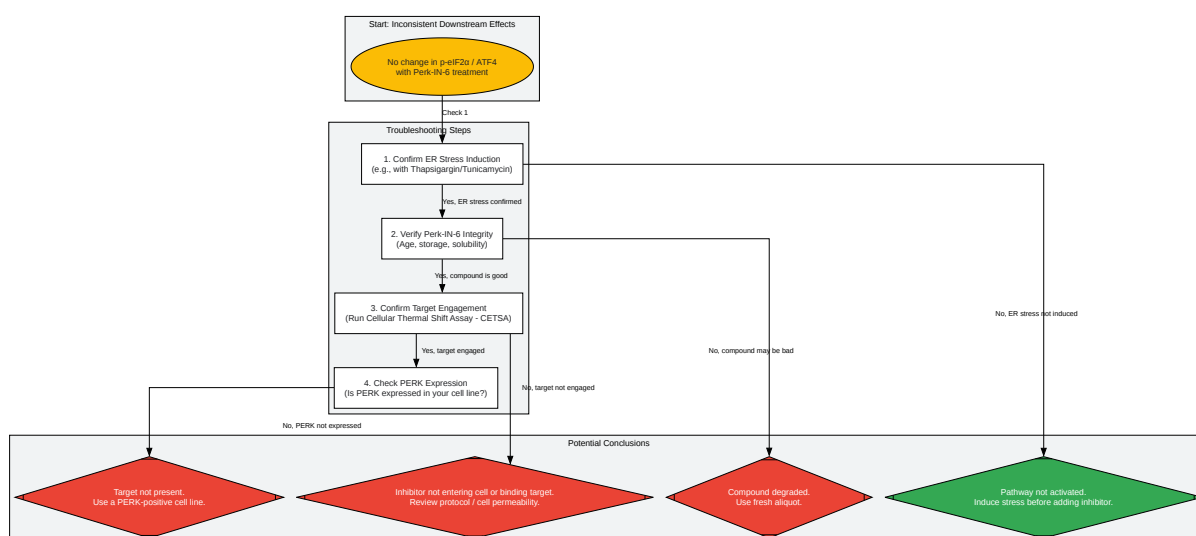 Start: Inconsistent Downstream Effects
No change in p-eIF2α / ATF4
with Perk-IN-6 treatment
Check 1
Troubleshooting Steps
1. Confirm ER Stress Induction
(e.g., with Thapsigargin/Tunicamycin)
Yes, ER stress confirmed
2. Verify Perk-IN-6 Integrity
(Age, storage, solubility)
Yes, compound is good
3. Confirm Target Engagement
(Run Cellular Thermal Shift Assay - CETSA)
No, ER stress not induced
Yes, target engaged
No, compound may be bad
4. Check PERK Expression
(Is PERK expressed in your cell line?)
No, target not engaged
No, PERK not expressed
Potential Conclusions
Target not present.
Use a PERK-positive cell line.
Inhibitor not entering cell or binding target.
Review protocol / cell permeability.
Compound degraded.
Use fresh aliquot.
Pathway not activated.
Induce stress before adding inhibitor.